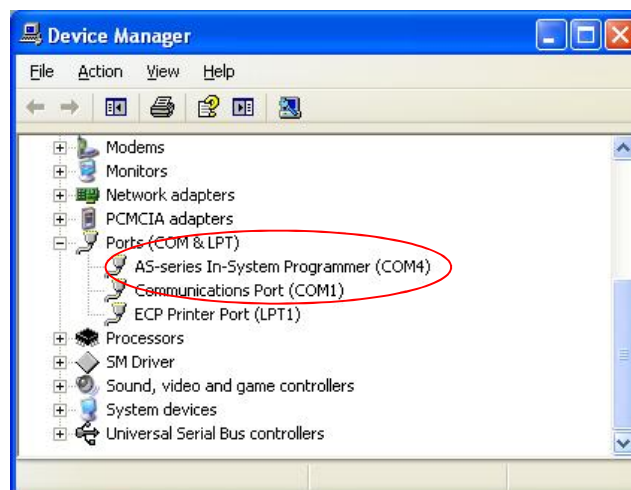 Device Manager
File Action View Help
Modems
Monitors
Network adapters
PCMCIA adapters
Ports (COM & LPT)
AS-series In-System Programmer (COM4)
Communications Port (COM1)
ECP Printer Port (LPT1)
Processors
SM Driver
Sound, video and game controllers
System devices
Universal Serial Bus controllers